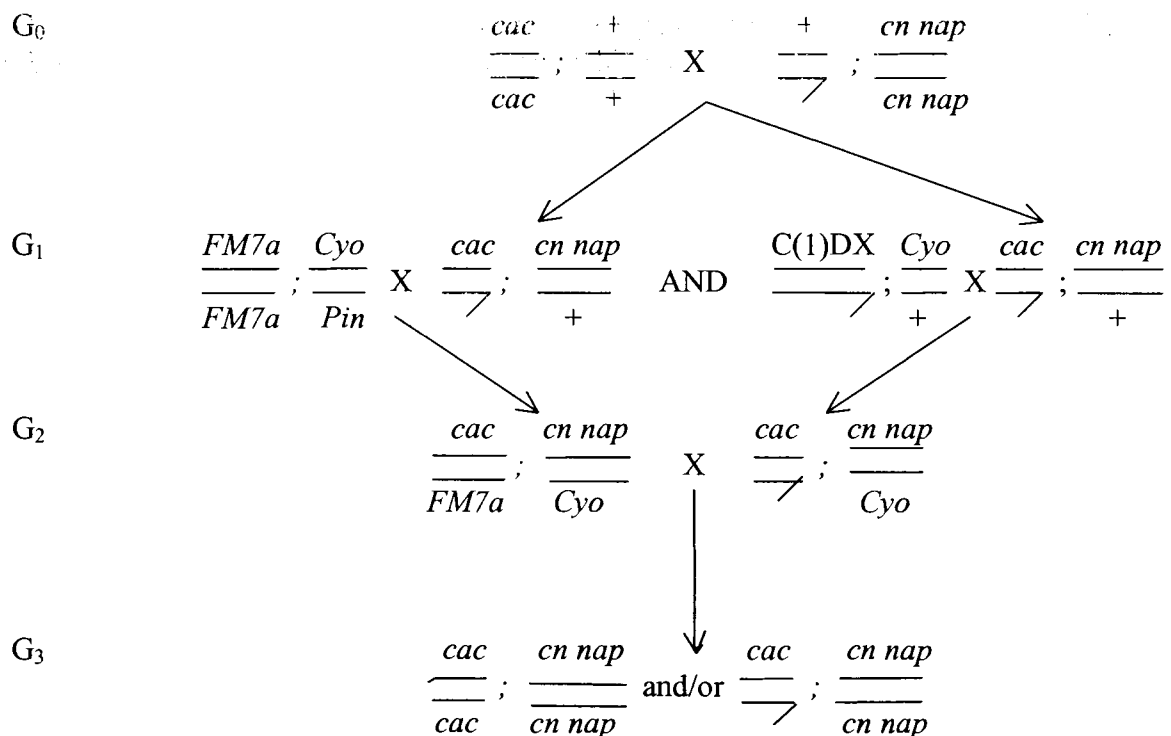 G0
cac + + cn nap
; X ;
cac + cn nap
G1
FM7a Cyo cac cn nap C(1)DX Cyo cac cn nap
; X ; AND ; X ;
FM7a Pin + + +
G2
cac cn nap cac cn nap
; X ;
FM7a Cyo Cyo
G3
cac cn nap cac cn nap
; and/or ;
cac cn nap cn nap